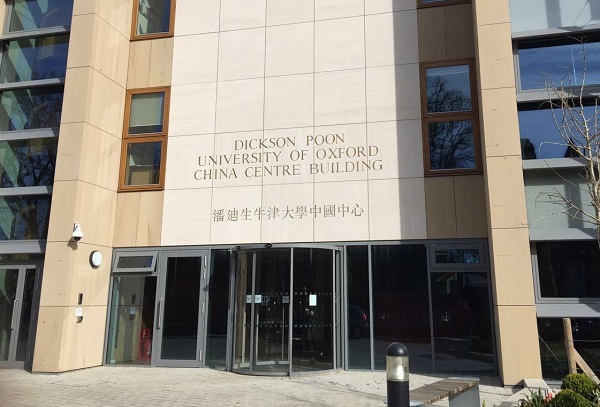 DICKSON POON
UNIVERSITY OF OXFORD
CHINA CENTRE BUILDING
潘廸生牛津大學中國中心